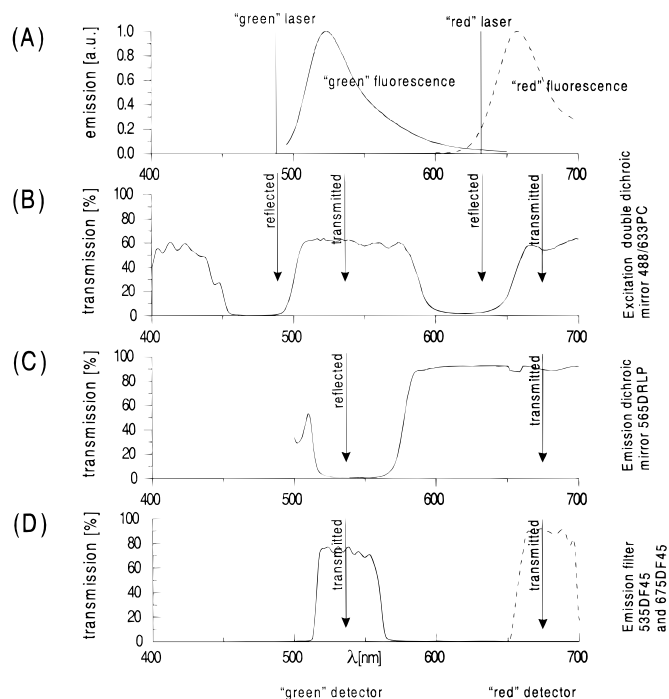 “green” laser
“red” laser
(A)
emission [a.u.]
1.0
0.8
0.6
0.4
0.2
0.0
“green” fluorescence
“red” fluorescence
400
500
600
700
(B)
transmission [%]
100
80
60
40
20
0
reflected
transmitted
reflected
transmitted
400
500
600
700
Excitation double dichroic
mirror 488/633PC
(C)
transmission [%]
100
80
60
40
20
0
reflected
transmitted
400
500
600
700
Emission dichroic
mirror 565DRLP
(D)
transmission [%]
100
80
60
40
20
0
transmitted
transmitted
400
500
λ[nm]
600
700
Emission filter
535DF45
and 675DF45
“green” detector
“red” detector